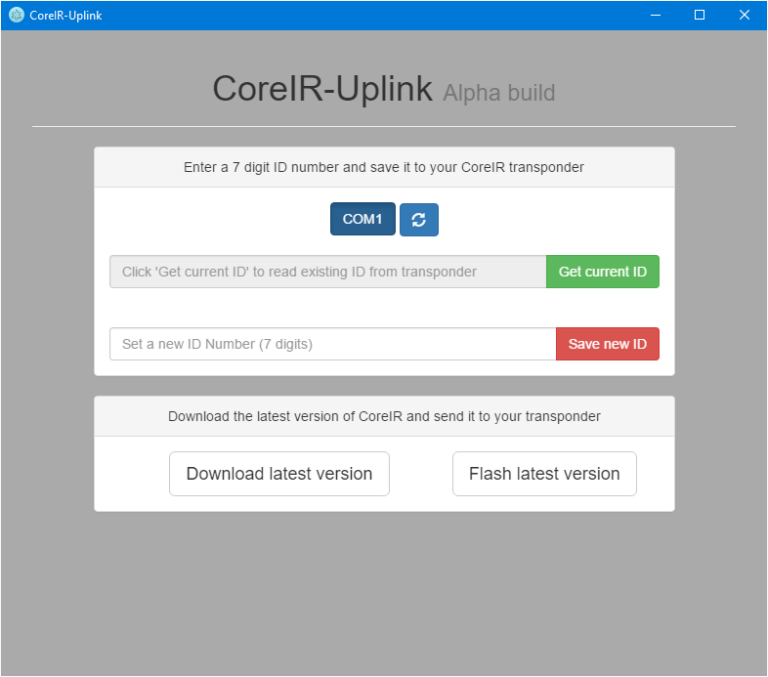 CoreIR-Uplink
CoreIR-Uplink Alpha build
Enter a 7 digit ID number and save it to your CoreIR transponder
COM1
Click 'Get current ID' to read existing ID from transponder Get current ID
Set a new ID Number (7 digits) Save new ID
Download the latest version of CoreIR and send it to your transponder
Download latest version Flash latest version